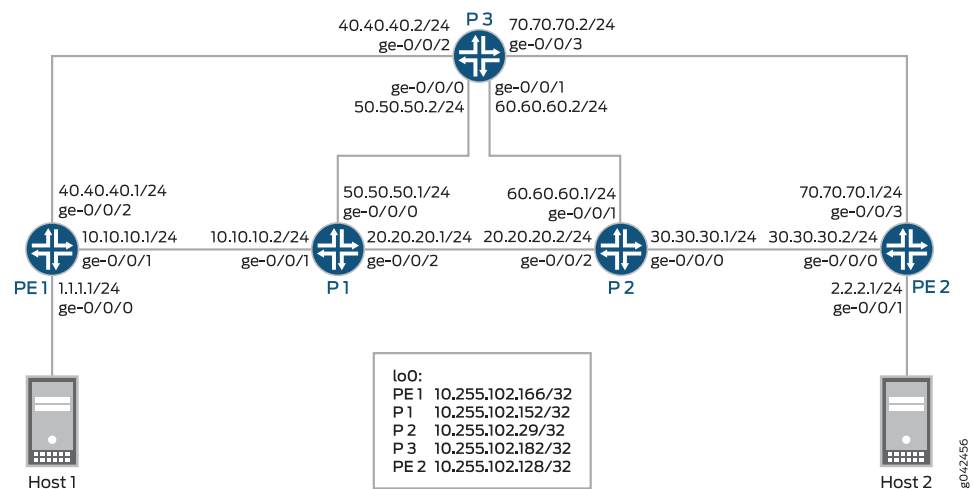 P 3
40.40.40.2/24
ge-0/0/2
70.70.70.2/24
ge-0/0/3
ge-0/0/0
50.50.50.2/24
ge-0/0/1
60.60.60.2/24
40.40.40.1/24
ge-0/0/2
50.50.50.1/24
ge-0/0/0
60.60.60.1/24
ge-0/0/1
70.70.70.1/24
ge-0/0/3
10.10.10.1/24
ge-0/0/1
10.10.10.2/24
ge-0/0/1
20.20.20.1/24
ge-0/0/2
20.20.20.2/24
ge-0/0/2
30.30.30.1/24
ge-0/0/0
30.30.30.2/24
ge-0/0/0
PE 1
P 1
P 2
PE 2
1.1.1.1/24
ge-0/0/0
2.2.2.1/24
ge-0/0/1
lo0:
PE 1 10.255.102.166/32
P 1 10.255.102.152/32
P 2 10.255.102.29/32
P 3 10.255.102.182/32
PE 2 10.255.102.128/32
Host 1
Host 2
g042456